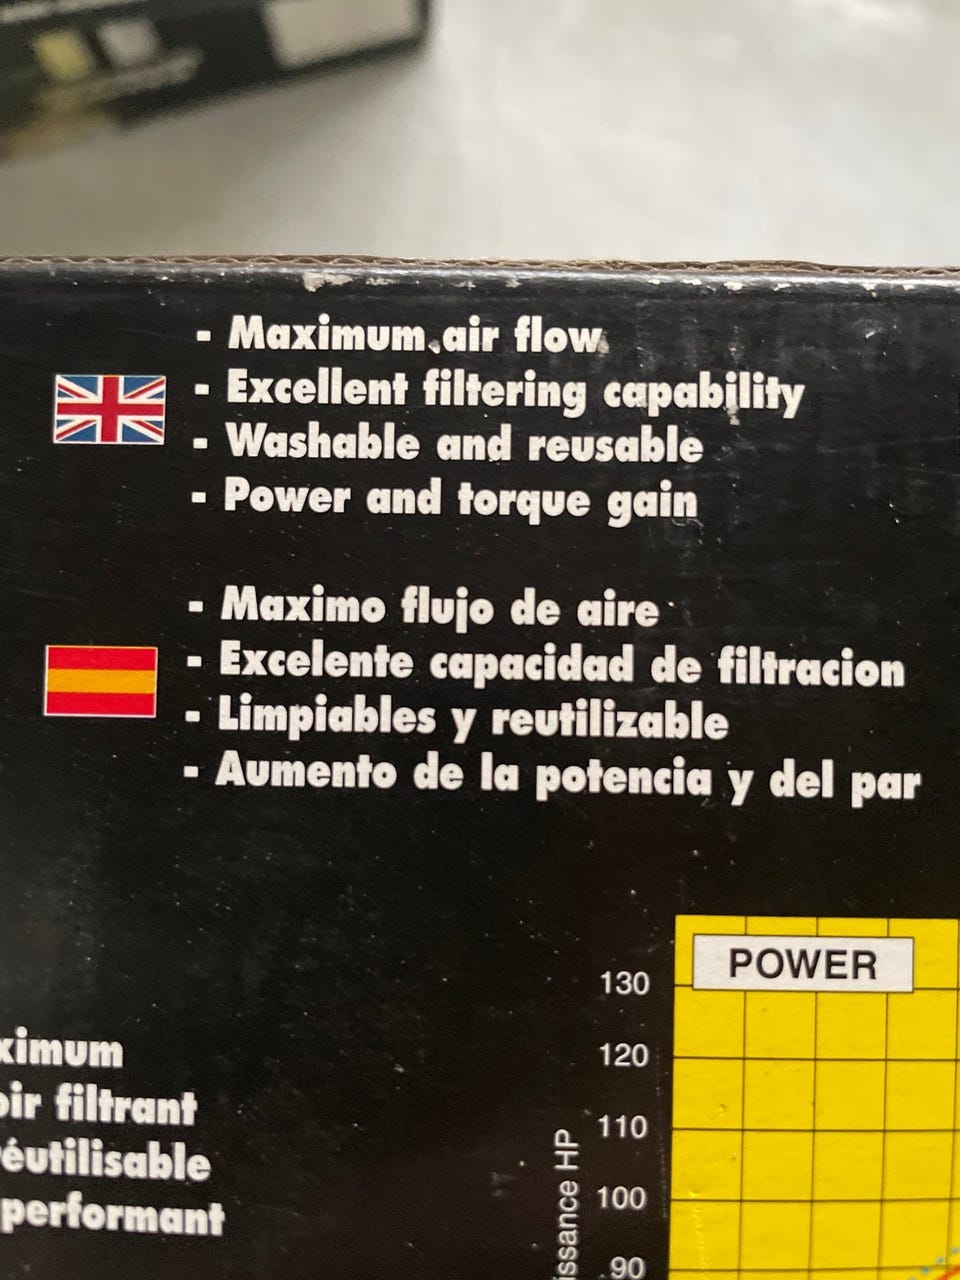 - Maximum air flow
- Excellent filtering capability
- Washable and reusable
- Power and torque gain
- Maximo flujo de aire
- Excelente capacidad de filtracion
- Limpiables y reutilizable
- Aumento de la potencia y del par
POWER
130
120
110
100
90
issance HP
ximum
oir filtrant
éutilisable
performant